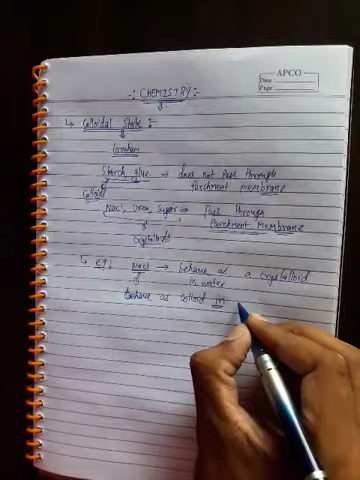 APCO
Date
Page
-: CHEMISTRY :-
↳ Colloidal State :-
Graham
Starch, glue → does not Pass through
Parchment membrane
Colloid
NaCl, Urea, sugar → Pass through
Parchment Membrane
Crystalloids
↳ Eg: NaCl → behave as a crystalloid
in water
behave as colloid in